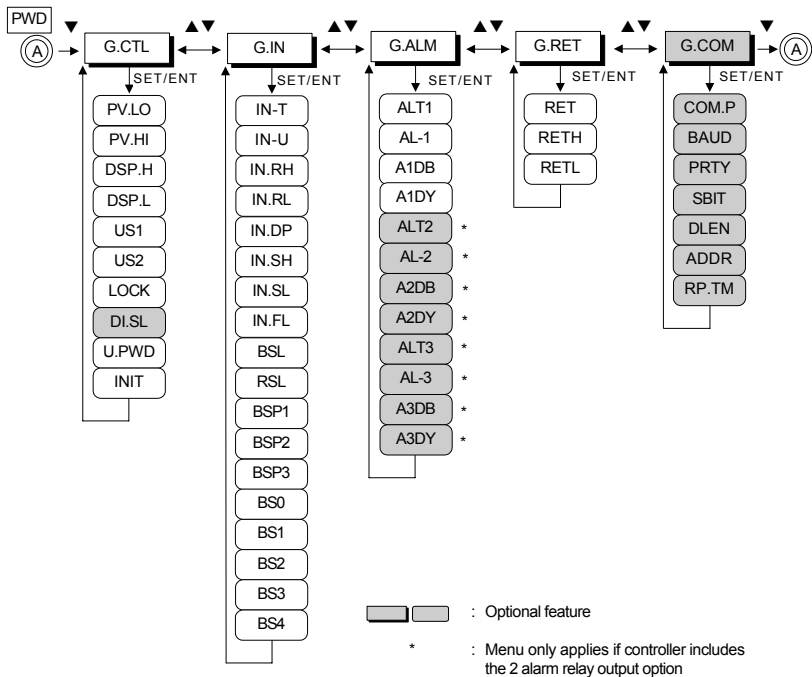 PWD
A
▼
G.CTL
▲▼
G.IN
▲▼
G.ALM
▲▼
G.RET
▲▼
G.COM
▼
A
SET/ENT
PV.LO
PV.HI
DSP.H
DSP.L
US1
US2
LOCK
DI.SL
U.PWD
INIT
SET/ENT
IN-T
IN-U
IN.RH
IN.RL
IN.DP
IN.SH
IN.SL
IN.FL
BSL
RSL
BSP1
BSP2
BSP3
BS0
BS1
BS2
BS3
BS4
SET/ENT
ALT1
AL-1
A1DB
A1DY
ALT2 *
AL-2 *
A2DB *
A2DY *
ALT3 *
AL-3 *
A3DB *
A3DY *
SET/ENT
RET
RETH
RETL
SET/ENT
COM.P
BAUD
PRTY
SBIT
DLEN
ADDR
RP.TM
: Optional feature
* : Menu only applies if controller includes
the 2 alarm relay output option